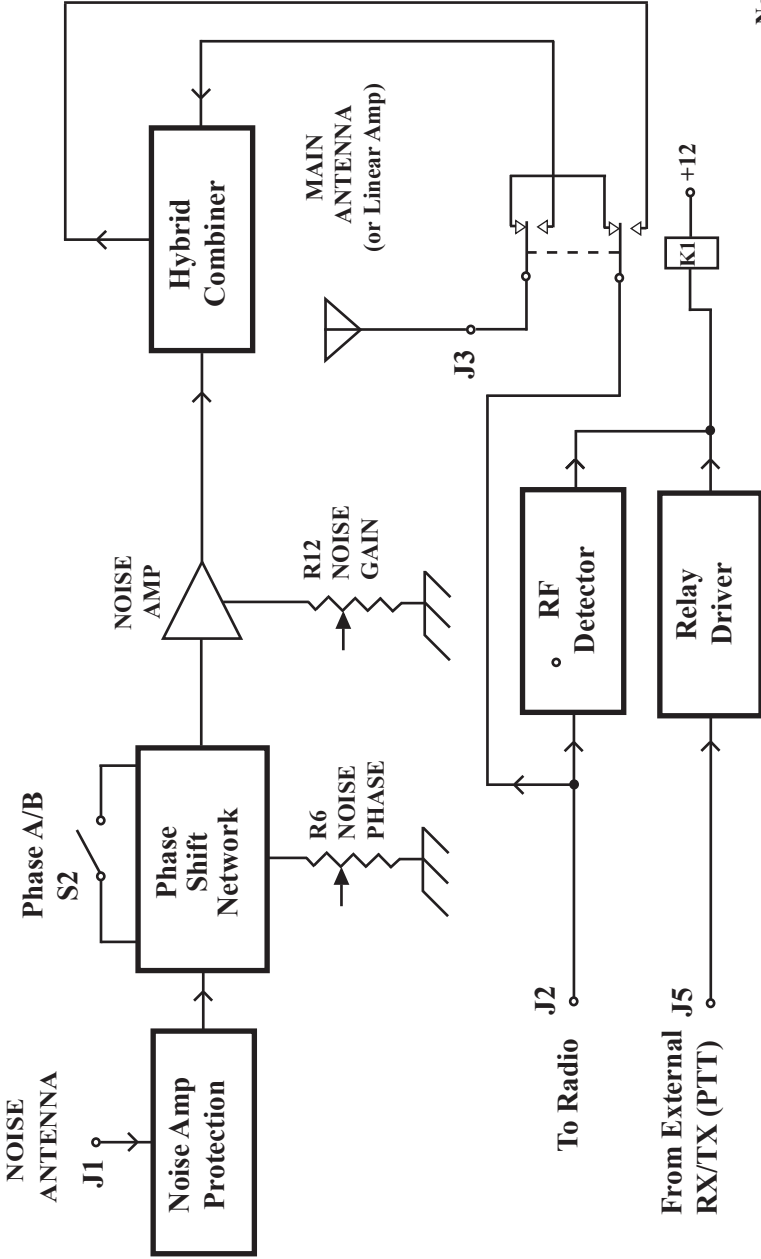 NOISE
ANTENNA
J1
Noise Amp
Protection
Phase A/B
S2
Phase
Shift
Network
R6
NOISE
PHASE
NOISE
AMP
R12
NOISE
GAIN
Hybrid
Combiner
MAIN
ANTENNA
(or Linear Amp)
J3
To Radio
J2
RF
Detector
From External
RX/TX (PTT)
J5
Relay
Driver
K1
+12